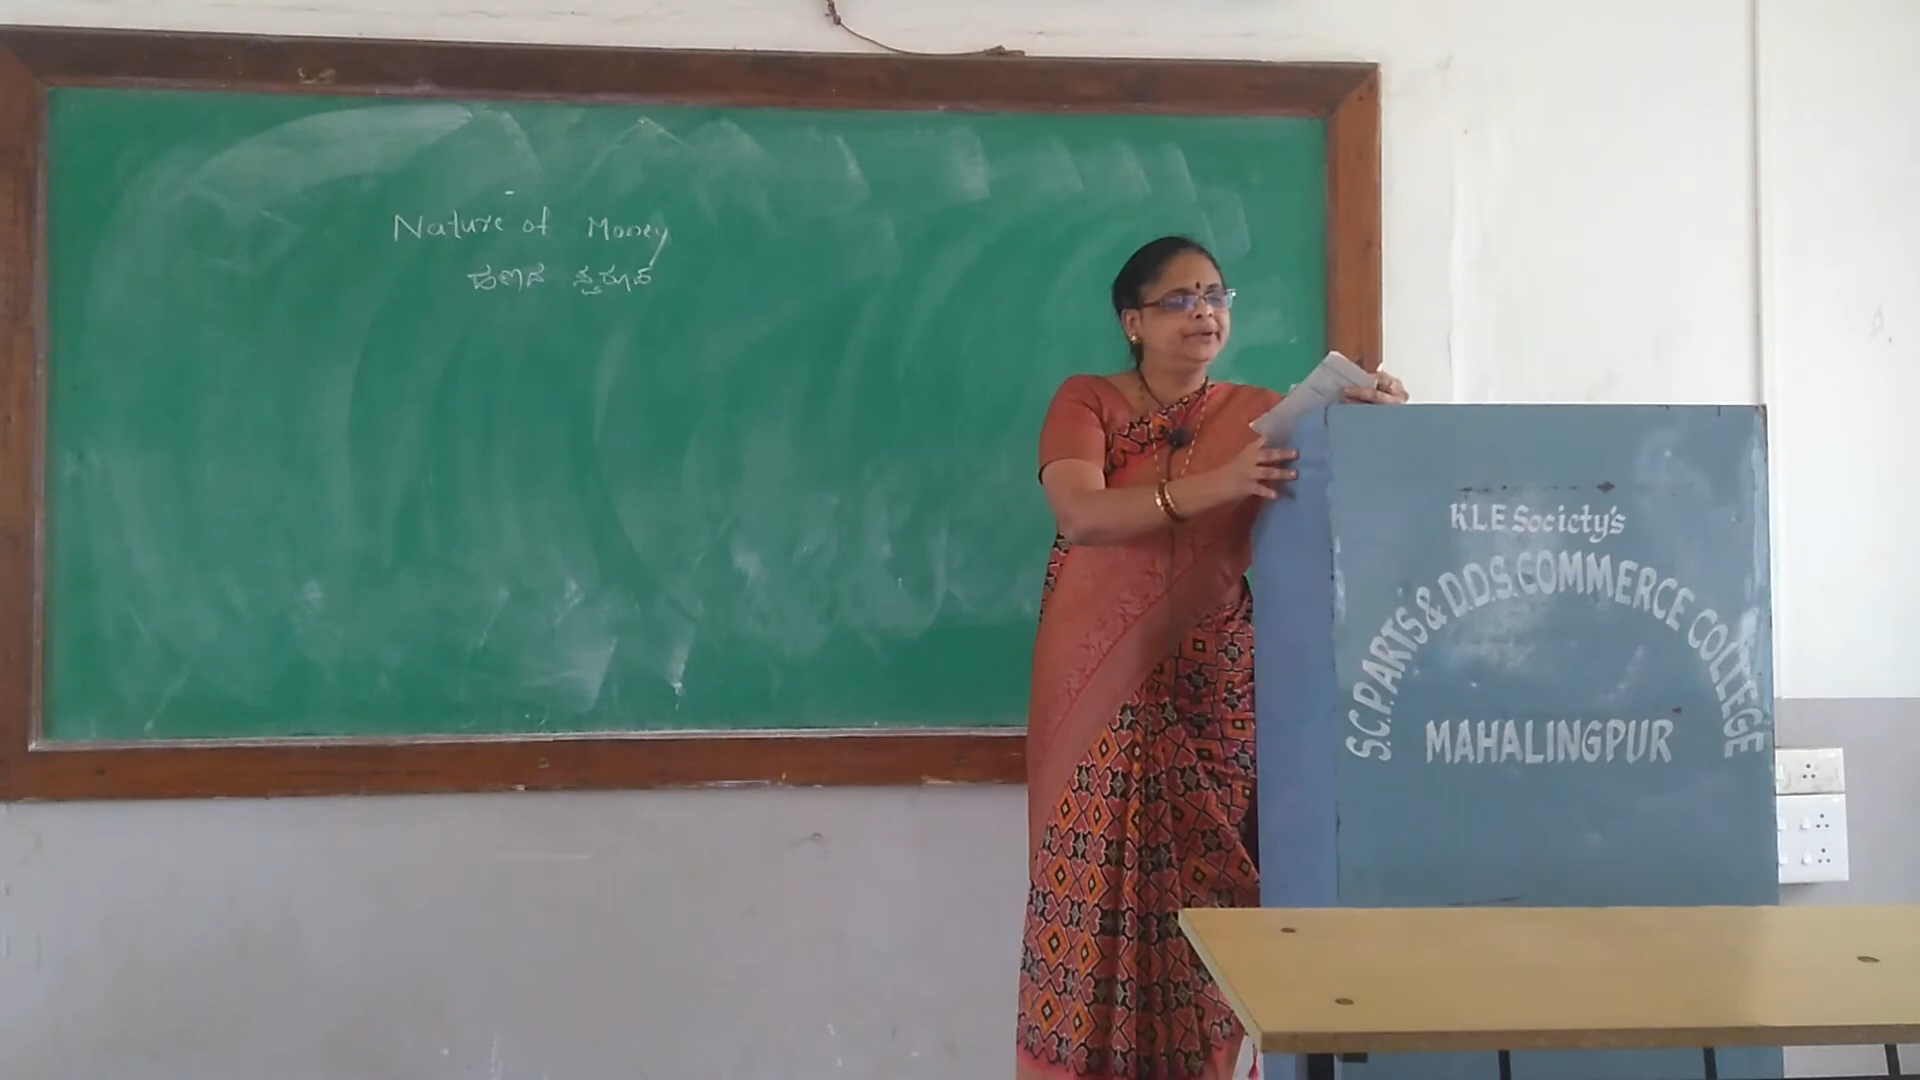 Nature of Money
ಹಣದ ಸ್ವರೂಪ
KLE Society's
S.C.P.ARTS & D.D.S.COMMERCE COLLEGE
MAHALINGPUR